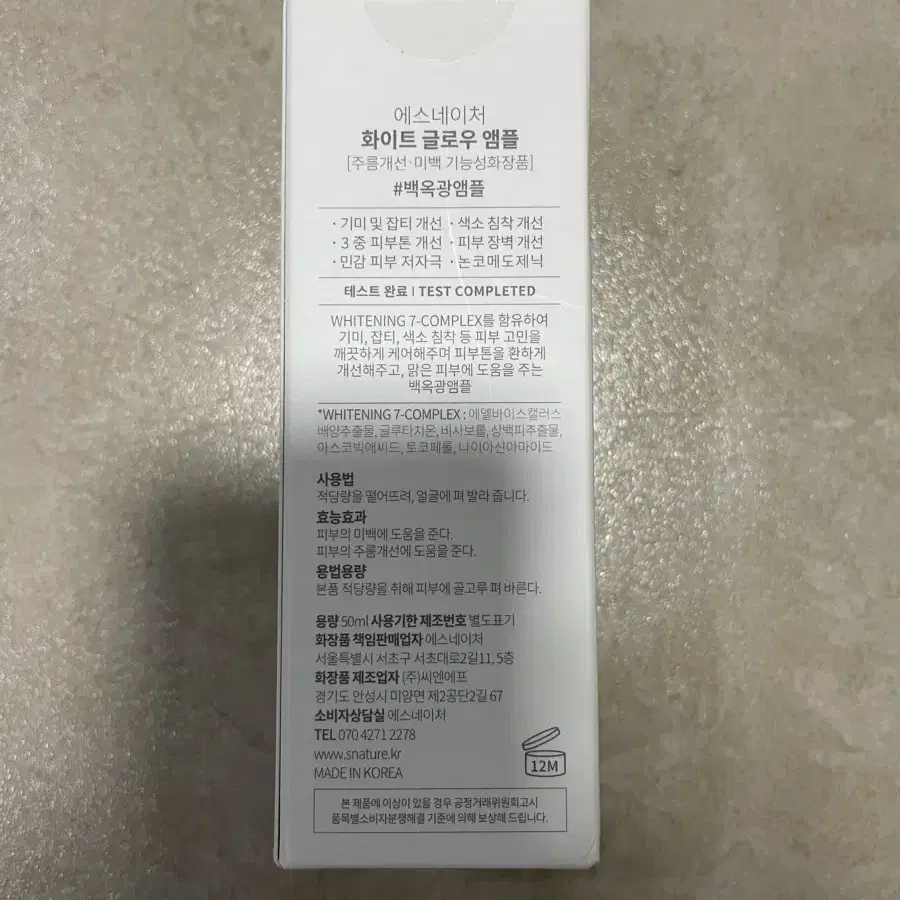 에스네이처
화이트 글로우 앰플
[주름개선·미백 기능성화장품]
#백옥광앰플
· 기미 및 잡티 개선 · 색소 침착 개선
· 3 중 피부톤 개선 · 피부 장벽 개선
· 민감 피부 저자극 · 논코메도제닉
테스트 완료 | TEST COMPLETED
WHITENING 7-COMPLEX를 함유하여
기미, 잡티, 색소 침착 등 피부 고민을
깨끗하게 케어해주며 피부톤을 환하게
개선해주고, 맑은 피부에 도움을 주는
백옥광앰플
*WHITENING 7-COMPLEX : 에델바이스캘러스
배양추출물, 글루타치온, 비사보롤, 상백피추출물,
아스코빅애씨드, 토코페롤, 나이아신아마이드
사용법
적당량을 떨어뜨려, 얼굴에 펴 발라 줍니다.
효능효과
피부의 미백에 도움을 준다.
피부의 주름개선에 도움을 준다.
용법용량
본품 적당량을 취해 피부에 골고루 펴 바른다.
용량 50ml 사용기한 제조번호 별도표기
화장품 책임판매업자 에스네이처
서울특별시 서초구 서초대로2길11, 5층
화장품 제조업자 (주)씨엔에프
경기도 안성시 미양면 제2공단2길 67
소비자상담실 에스네이처
TEL 070 4271 2278
www.snature.kr
MADE IN KOREA
12M
본 제품에 이상이 있을 경우 공정거래위원회고시
품목별소비자분쟁해결 기준에 의해 보상해 드립니다.